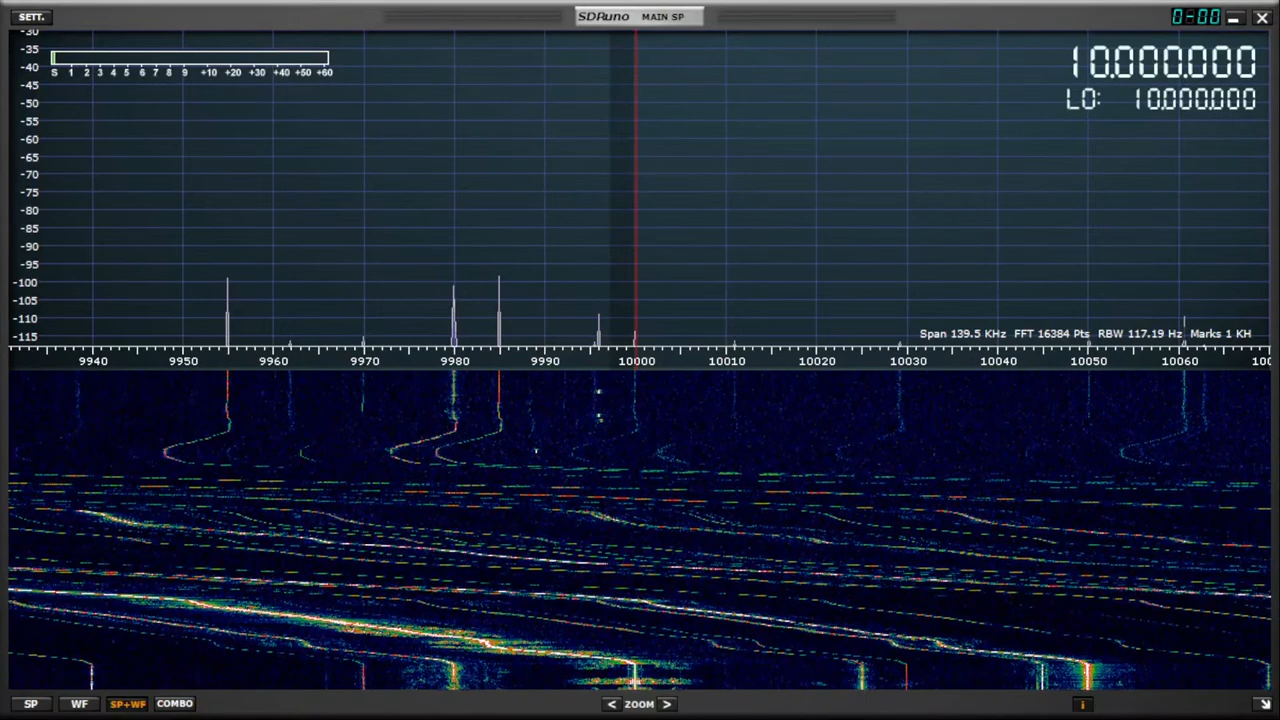 SETT.
SDRuno MAIN SP
0-00
-30
-35
-40
-45
-50
-55
-60
-65
-70
-75
-80
-85
-90
-95
-100
-105
-110
-115
S 1 2 3 4 5 6 7 8 9 +10 +20 +30 +40 +50 +60
10.000.000
LO: 10.000.000
Span 139.5 KHz FFT 16384 Pts RBW 117.19 Hz Marks 1 KH
9940 9950 9960 9970 9980 9990 10000 10010 10020 10030 10040 10050 10060 100
SP WF SP+WF COMBO < ZOOM > i